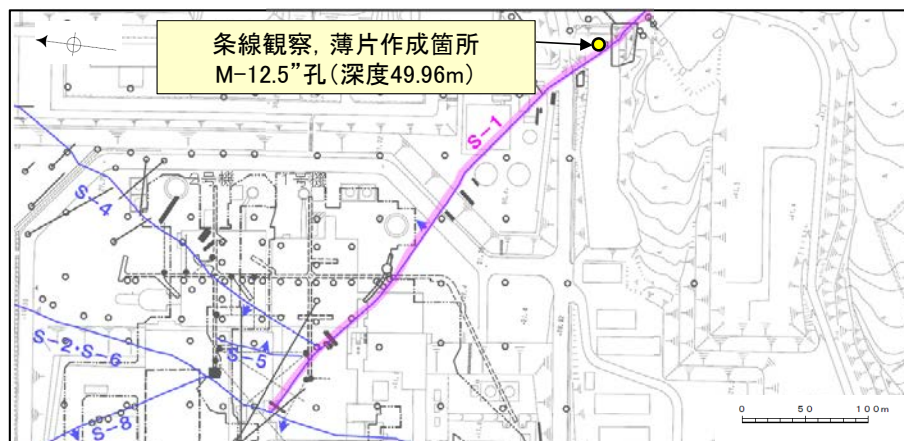 条線観察，薄片作成箇所
M-12.5”孔（深度49.96m）
S-1
2号機
1号機
S-4
S-2・S-6
S-5
S-8
0 50 100m